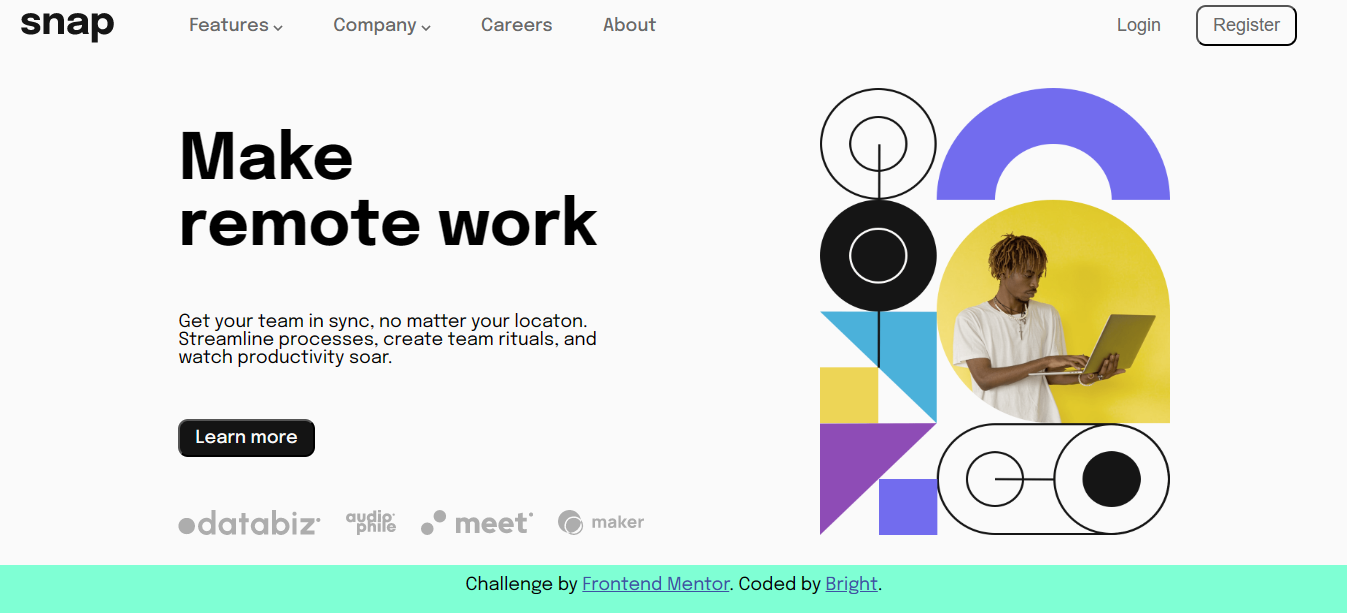 snap Features Company Careers About Login Register
Make
remote work
Get your team in sync, no matter your locaton.
Streamline processes, create team rituals, and
watch productivity soar.
Learn more
databiz audiophile meet maker
Challenge by Frontend Mentor. Coded by Bright.